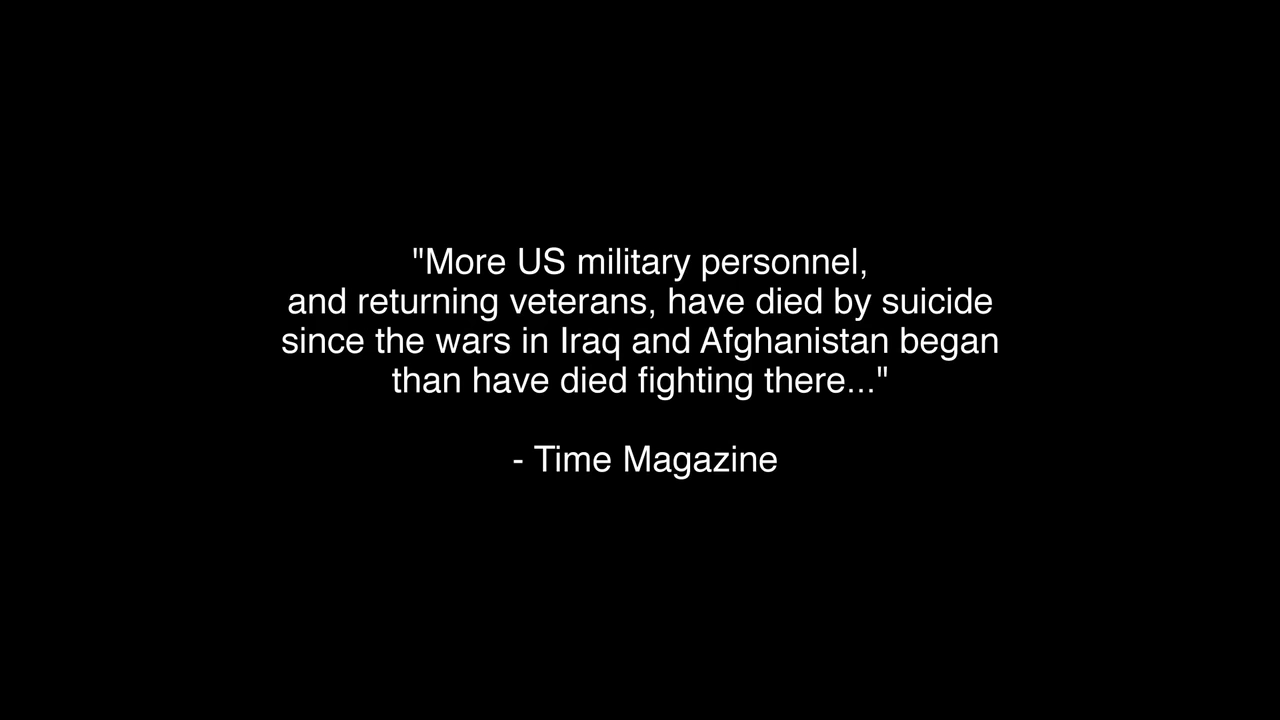 "More US military personnel,
and returning veterans, have died by suicide
since the wars in Iraq and Afghanistan began
than have died fighting there..."
- Time Magazine